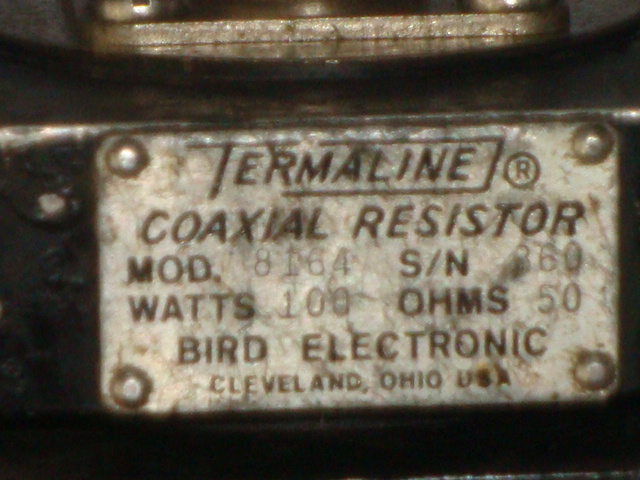 TERMALINE®
COAXIAL RESISTOR
MOD. 8164 S/N 360
WATTS 100 OHMS 50
BIRD ELECTRONIC
CLEVELAND, OHIO USA